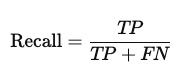 Recall = TP / TP + FN